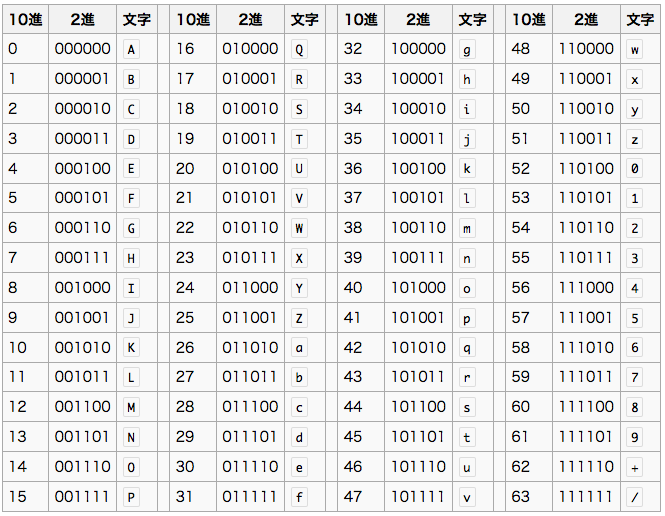 10進 2進 文字 10進 2進 文字 10進 2進 文字 10進 2進 文字
0 000000 A 16 010000 Q 32 100000 g 48 110000 w
1 000001 B 17 010001 R 33 100001 h 49 110001 x
2 000010 C 18 010010 S 34 100010 i 50 110010 y
3 000011 D 19 010011 T 35 100011 j 51 110011 z
4 000100 E 20 010100 U 36 100100 k 52 110100 0
5 000101 F 21 010101 V 37 100101 l 53 110101 1
6 000110 G 22 010110 W 38 100110 m 54 110110 2
7 000111 H 23 010111 X 39 100111 n 55 110111 3
8 001000 I 24 011000 Y 40 101000 o 56 111000 4
9 001001 J 25 011001 Z 41 101001 p 57 111001 5
10 001010 K 26 011010 a 42 101010 q 58 111010 6
11 001011 L 27 011011 b 43 101011 r 59 111011 7
12 001100 M 28 011100 c 44 101100 s 60 111100 8
13 001101 N 29 011101 d 45 101101 t 61 111101 9
14 001110 O 30 011110 e 46 101110 u 62 111110 +
15 001111 P 31 011111 f 47 101111 v 63 111111 /